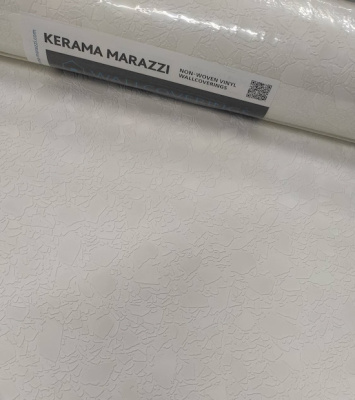 KERAMA MARAZZI
NON-WOVEN VINYL
WALLCOVERINGS